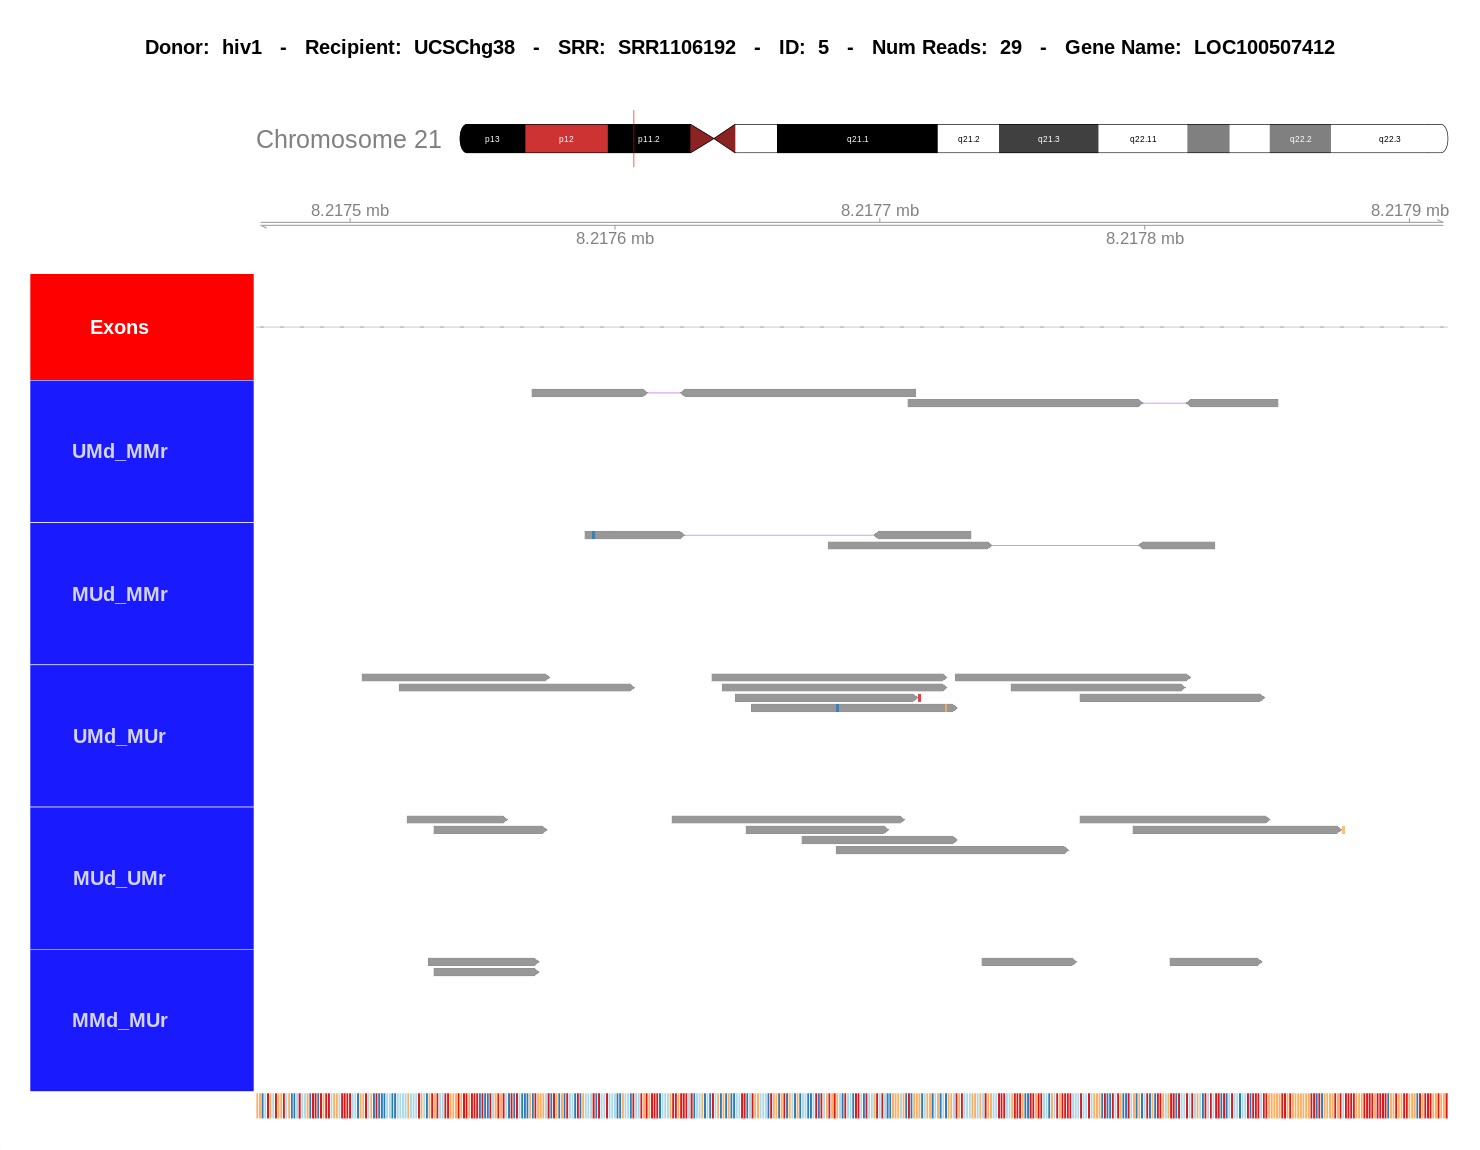 Donor: hiv1 - Recipient: UCSChg38 - SRR: SRR1106192 - ID: 5 - Num Reads: 29 - Gene Name: LOC100507412
Chromosome 21 p13 p12 p11.2 q21.1 q21.2 q21.3 q22.11 q22.2 q22.3
8.2175 mb 8.2177 mb 8.2179 mb
8.2176 mb 8.2178 mb
Exons
UMd_MMr
MUd_MMr
UMd_MUr
MUd_UMr
MMd_MUr